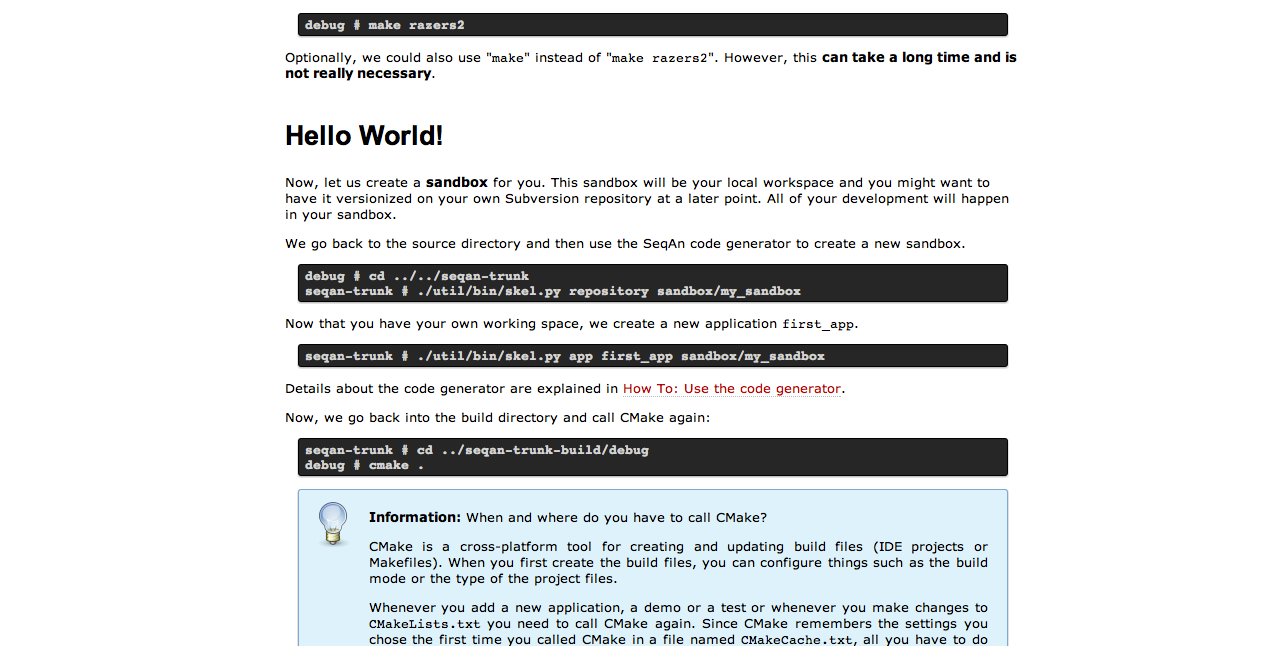 debug # make razers2
Optionally, we could also use "make" instead of "make razers2". However, this can take a long time and is
not really necessary.
Hello World!
Now, let us create a sandbox for you. This sandbox will be your local workspace and you might want to
have it versionized on your own Subversion repository at a later point. All of your development will happen
in your sandbox.
We go back to the source directory and then use the SeqAn code generator to create a new sandbox.
debug # cd ../../seqan-trunk
seqan-trunk # ./util/bin/skel.py repository sandbox/my_sandbox
Now that you have your own working space, we create a new application first_app.
seqan-trunk # ./util/bin/skel.py app first_app sandbox/my_sandbox
Details about the code generator are explained in How To: Use the code generator.
Now, we go back into the build directory and call CMake again:
seqan-trunk # cd ../seqan-trunk-build/debug
debug # cmake .
Information: When and where do you have to call CMake?
CMake is a cross-platform tool for creating and updating build files (IDE projects or
Makefiles). When you first create the build files, you can configure things such as the build
mode or the type of the project files.
Whenever you add a new application, a demo or a test or whenever you make changes to
CMakeLists.txt you need to call CMake again. Since CMake remembers the settings you
chose the first time you called CMake in a file named CMakeCache.txt, all you have to do